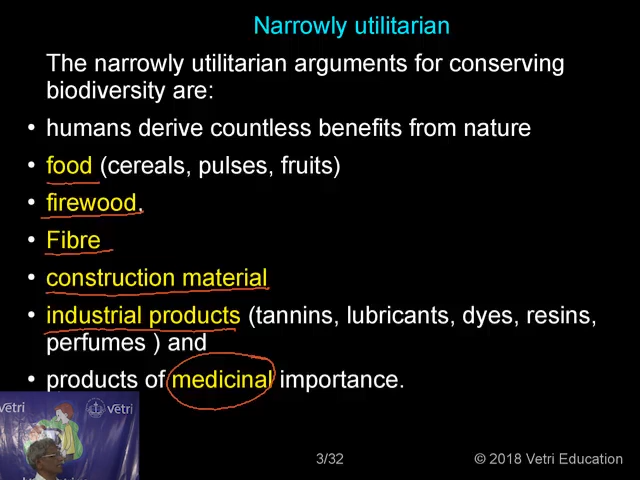 Narrowly utilitarian
The narrowly utilitarian arguments for conserving
biodiversity are:
• humans derive countless benefits from nature
• food (cereals, pulses, fruits)
• firewood,
• Fibre
• construction material
• industrial products (tannins, lubricants, dyes, resins,
perfumes ) and
• products of medicinal importance.
vetri
vetri
3/32
© 2018 Vetri Education